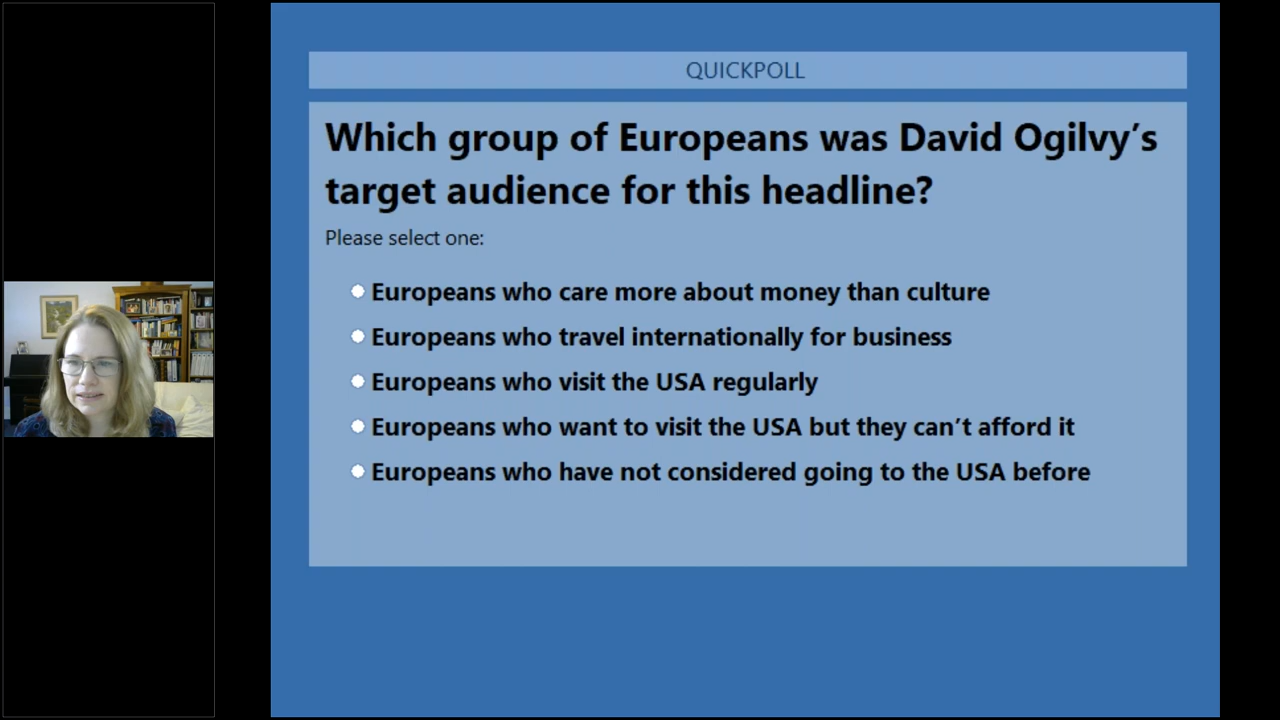 QUICKPOLL
Which group of Europeans was David Ogilvy’s
target audience for this headline?
Please select one:
Europeans who care more about money than culture
Europeans who travel internationally for business
Europeans who visit the USA regularly
Europeans who want to visit the USA but they can’t afford it
Europeans who have not considered going to the USA before